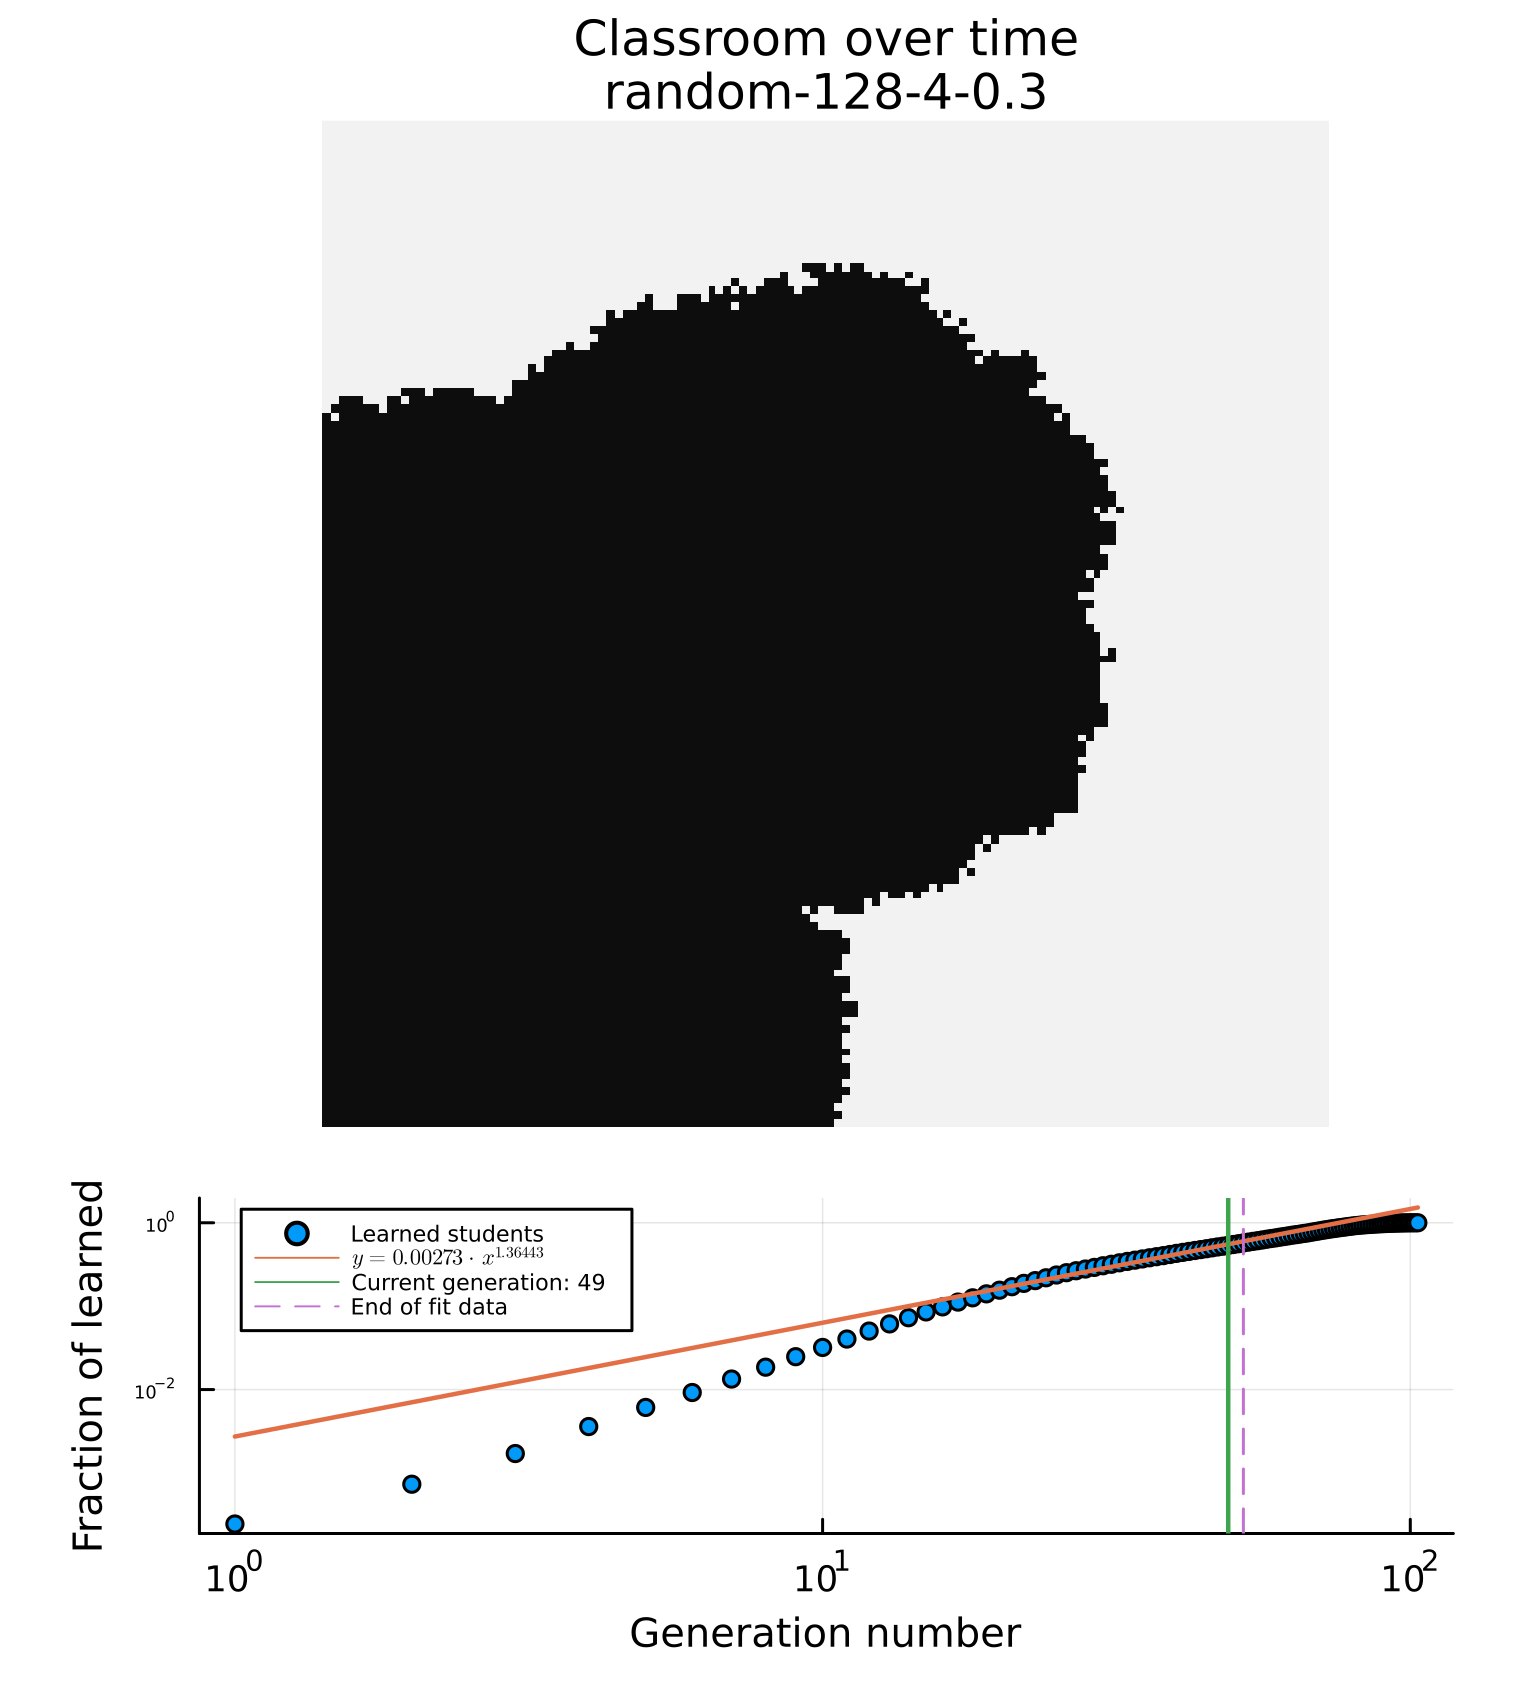 Classroom over time
random-128-4-0.3
Fraction of learned
10^0
10^-2
Learned students
y = 0.00273 · x^1.36443
Current generation: 49
End of fit data
10^0
10^1
10^2
Generation number